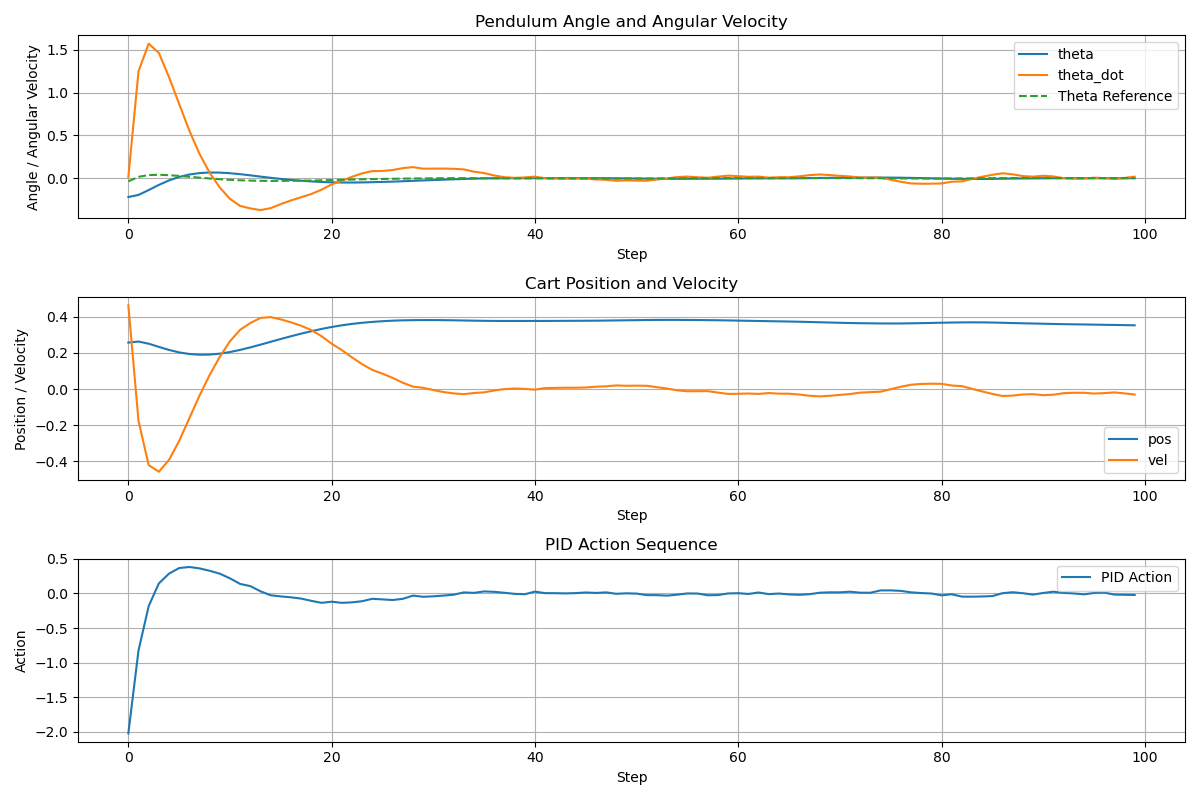 Pendulum Angle and Angular Velocity
Angle / Angular Velocity
1.5
1.0
0.5
0.0
theta
theta_dot
Theta Reference
0 20 40 60 80 100
Step
Cart Position and Velocity
Position / Velocity
0.4
0.2
0.0
−0.2
−0.4
pos
vel
0 20 40 60 80 100
Step
PID Action Sequence
Action
0.5
0.0
−0.5
−1.0
−1.5
−2.0
PID Action
0 20 40 60 80 100
Step